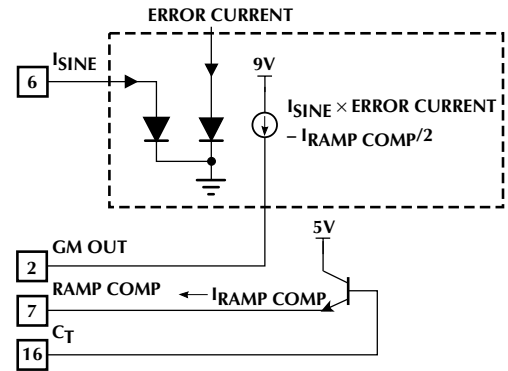 ERROR CURRENT
ISINE
6
9V
ISINE × ERROR CURRENT
– IRAMP COMP/2
5V
GM OUT
2
RAMP COMP
IRAMP COMP
7
CT
16